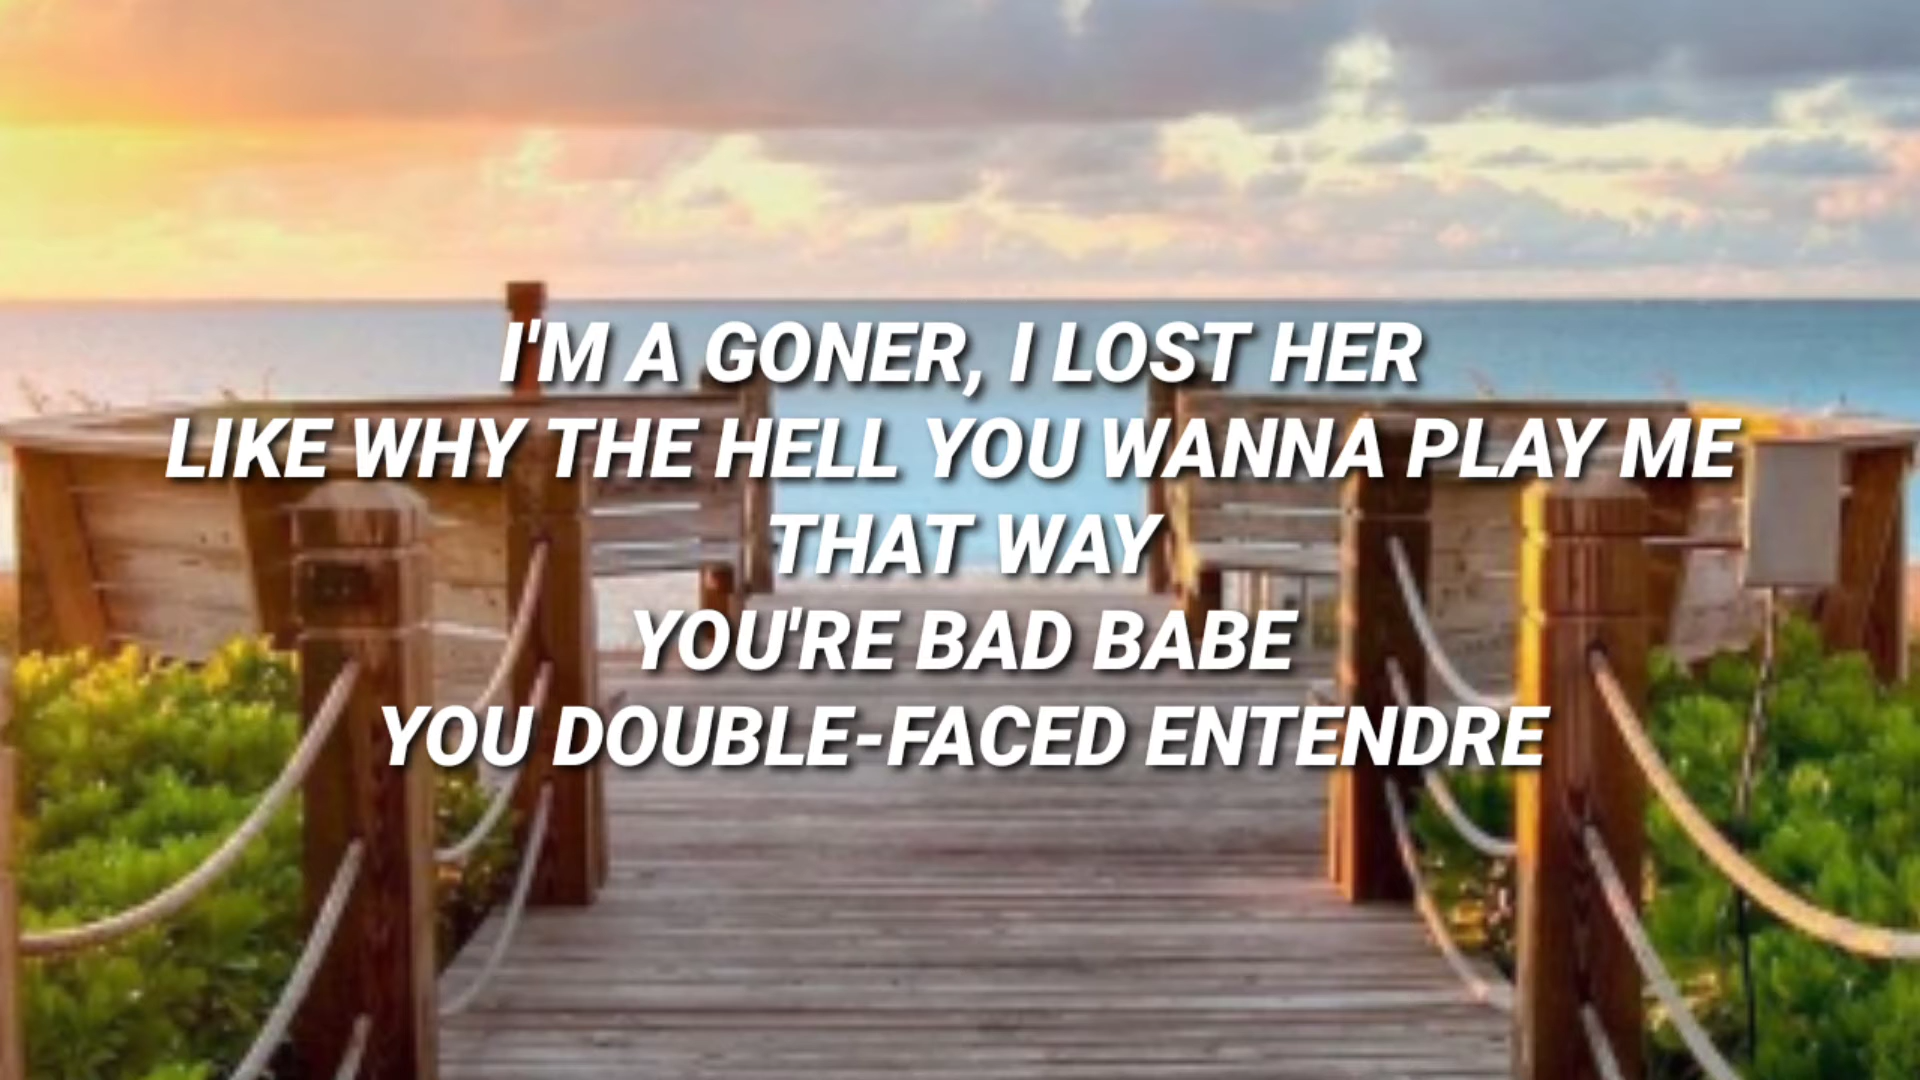 I'M A GONER, I LOST HER
LIKE WHY THE HELL YOU WANNA PLAY ME
THAT WAY
YOU'RE BAD BABE
YOU DOUBLE-FACED ENTENDRE